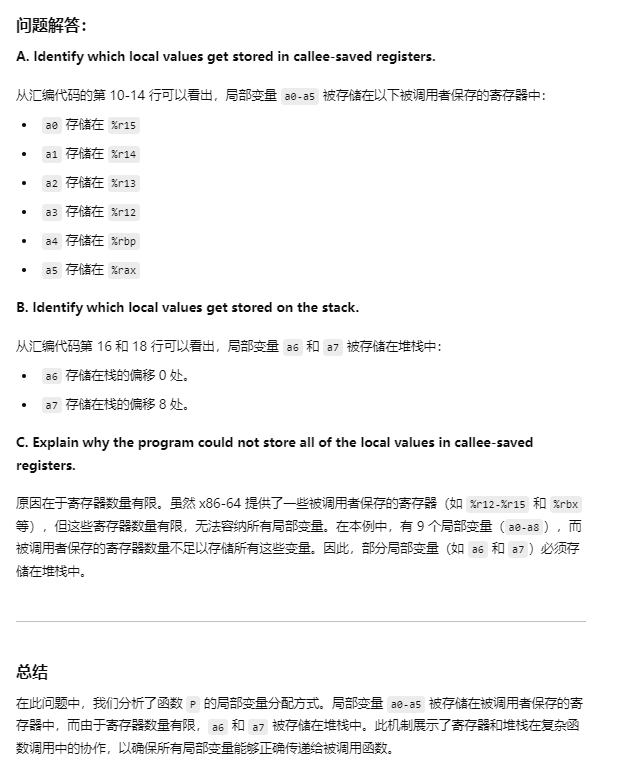 问题解答：
A. Identify which local values get stored in callee-saved registers.
从汇编代码的第 10-14 行可以看出，局部变量 a0-a5 被存储在以下被调用者保存的寄存器中：
• a0 存储在 %r15
• a1 存储在 %r14
• a2 存储在 %r13
• a3 存储在 %r12
• a4 存储在 %rbp
• a5 存储在 %rax
B. Identify which local values get stored on the stack.
从汇编代码第 16 和 18 行可以看出，局部变量 a6 和 a7 被存储在堆栈中：
• a6 存储在栈的偏移 0 处。
• a7 存储在栈的偏移 8 处。
C. Explain why the program could not store all of the local values in callee-saved
registers.
原因在于寄存器数量有限。虽然 x86-64 提供了一些被调用者保存的寄存器（如 %r12-%r15 和 %rbx
等），但这些寄存器数量有限，无法容纳所有局部变量。在本例中，有 9 个局部变量（a0-a8），而
被调用者保存的寄存器数量不足以存储所有这些变量。因此，部分局部变量（如 a6 和 a7）必须存
储在堆栈中。
总结
在此问题中，我们分析了函数 P 的局部变量分配方式。局部变量 a0-a5 被存储在被调用者保存的寄
存器中，而由于寄存器数量有限，a6 和 a7 被存储在堆栈中。此机制展示了寄存器和堆栈在复杂函
数调用中的协作，以确保所有局部变量能够正确传递给被调用函数。